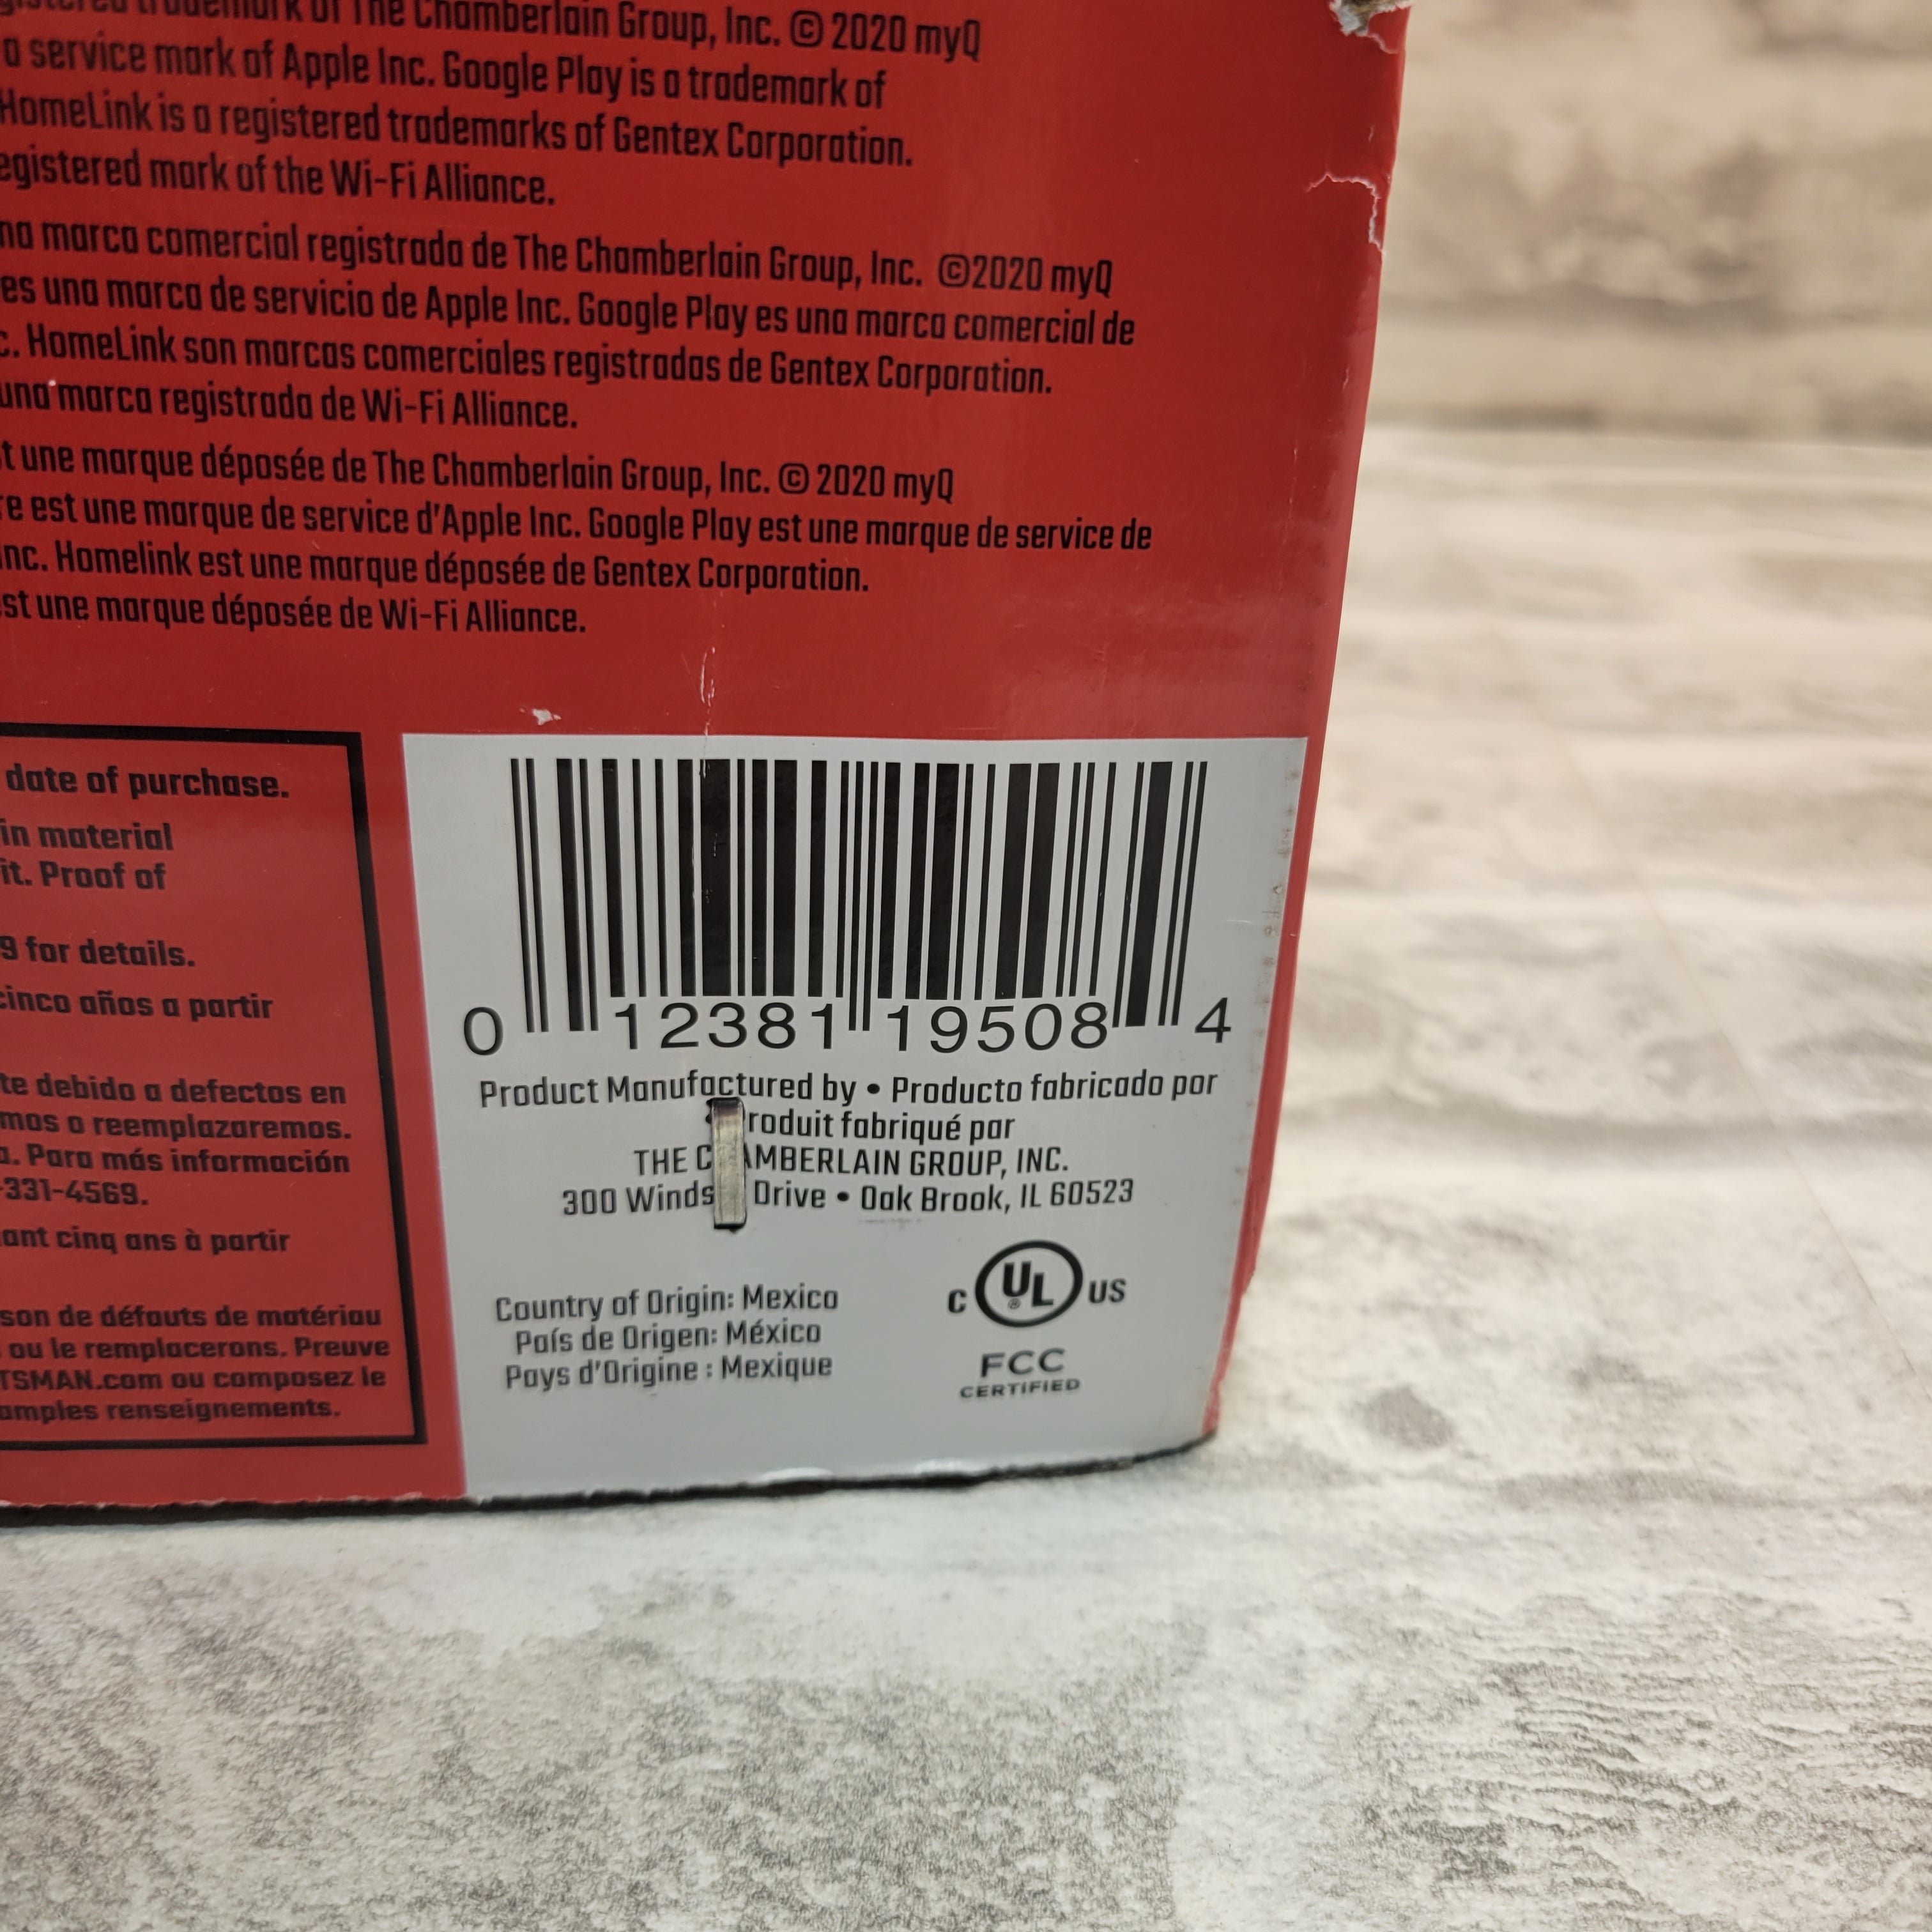 trademark of The Chamberlain Group, Inc. © 2020 myQ
a service mark of Apple Inc. Google Play is a trademark of
HomeLink is a registered trademarks of Gentex Corporation.
egistered mark of the Wi-Fi Alliance.
na marca comercial registrada de The Chamberlain Group, Inc. ©2020 myQ
es una marca de servicio de Apple Inc. Google Play es una marca comercial de
c. HomeLink son marcas comerciales registradas de Gentex Corporation.
una marca registrada de Wi-Fi Alliance.
t une marque déposée de The Chamberlain Group, Inc. © 2020 myQ
re est une marque de service d'Apple Inc. Google Play est une marque de service de
Inc. Homelink est une marque déposée de Gentex Corporation.
st une marque déposée de Wi-Fi Alliance.
date of purchase.
in material
it. Proof of
9 for details.
cinco años a partir
te debido a defectos en
mos o reemplazaremos.
a. Para más información
-331-4569.
ant cinq ans à partir
son de défauts de matériau
ou le remplacerons. Preuve
TSMAN.com ou composez le
amples renseignements.
0 12381 19508 4
Product Manufactured by • Producto fabricado por
• roduit fabriqué par
THE C AMBERLAIN GROUP, INC.
300 Winds Drive • Oak Brook, IL 60523
Country of Origin: Mexico
País de Origen: México
Pays d'Origine : Mexique
C UL ® US
FCC
CERTIFIED